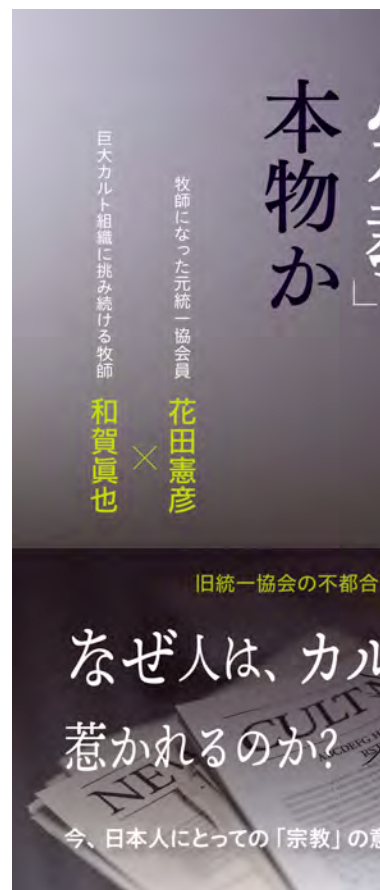 本物か
牧師になった元統一協会員 花田憲彦
×
巨大カルト組織に挑み続ける牧師 和賀眞也
旧統一協会の不都合
なぜ人は、カル
惹かれるのか?
今、日本人にとっての「宗教」の意
NE
CULT N